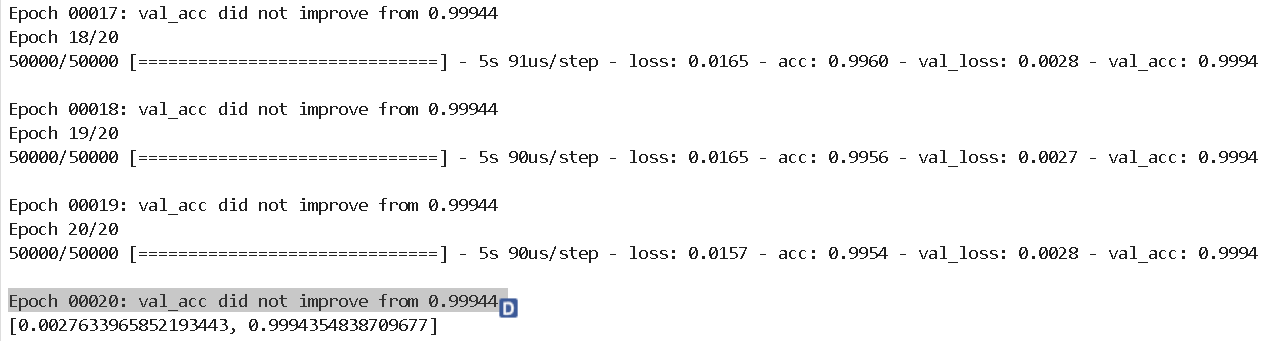 Epoch 00017: val_acc did not improve from 0.99944
Epoch 18/20
50000/50000 [==============================] - 5s 91us/step - loss: 0.0165 - acc: 0.9960 - val_loss: 0.0028 - val_acc: 0.9994
Epoch 00018: val_acc did not improve from 0.99944
Epoch 19/20
50000/50000 [==============================] - 5s 90us/step - loss: 0.0165 - acc: 0.9956 - val_loss: 0.0027 - val_acc: 0.9994
Epoch 00019: val_acc did not improve from 0.99944
Epoch 20/20
50000/50000 [==============================] - 5s 90us/step - loss: 0.0157 - acc: 0.9954 - val_loss: 0.0028 - val_acc: 0.9994
Epoch 00020: val_acc did not improve from 0.99944 D
[0.0027633965852193443, 0.9994354838709677]